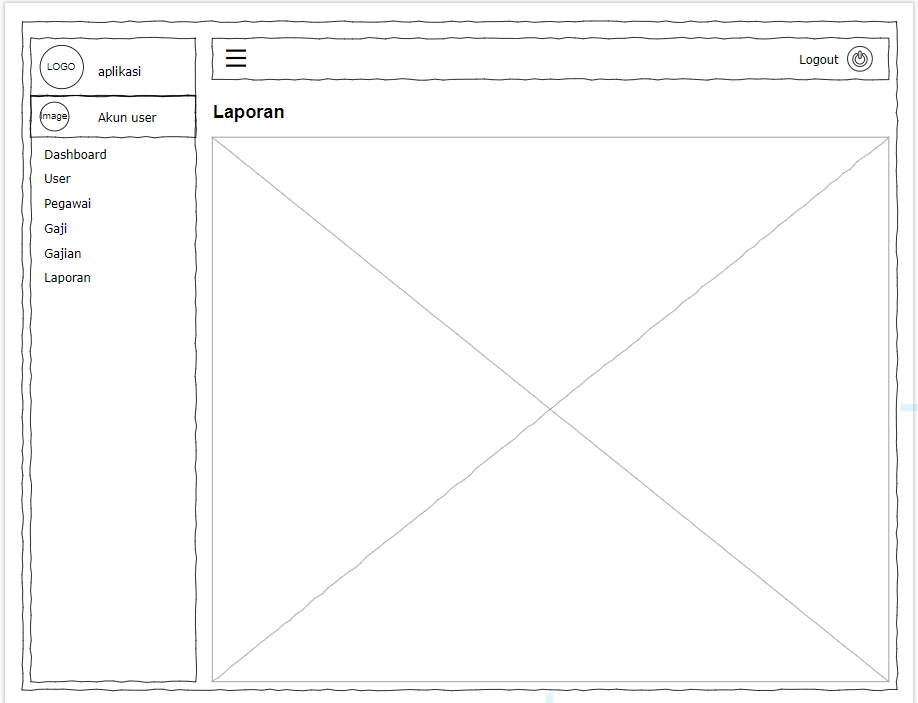 LOGO
aplikasi
Image
Akun user
Dashboard
User
Pegawai
Gaji
Gajian
Laporan
Logout
Laporan